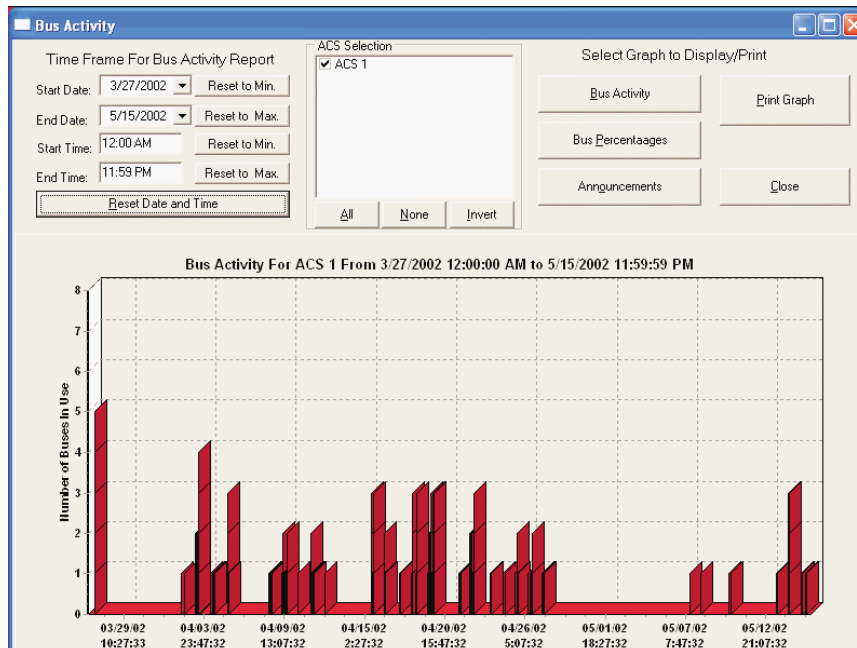 Bus Activity
Time Frame For Bus Activity Report
Start Date: 3/27/2002 Reset to Min.
End Date: 5/15/2002 Reset to Max.
Start Time: 12:00 AM Reset to Min.
End Time: 11:59 PM Reset to Max.
Reset Date and Time
ACS Selection
ACS 1
All None Invert
Select Graph to Display/Print
Bus Activity
Print Graph
Bus Percentaages
Announcements
Close
Bus Activity For ACS 1 From 3/27/2002 12:00:00 AM to 5/15/2002 11:59:59 PM
Number of Buses In Use
8
7
6
5
4
3
2
1
0
03/29/02 04/03/02 04/09/02 04/15/02 04/20/02 04/26/02 05/01/02 05/07/02 05/12/02
10:27:33 23:47:32 13:07:32 2:27:32 15:47:32 5:07:32 18:27:32 7:47:32 21:07:32